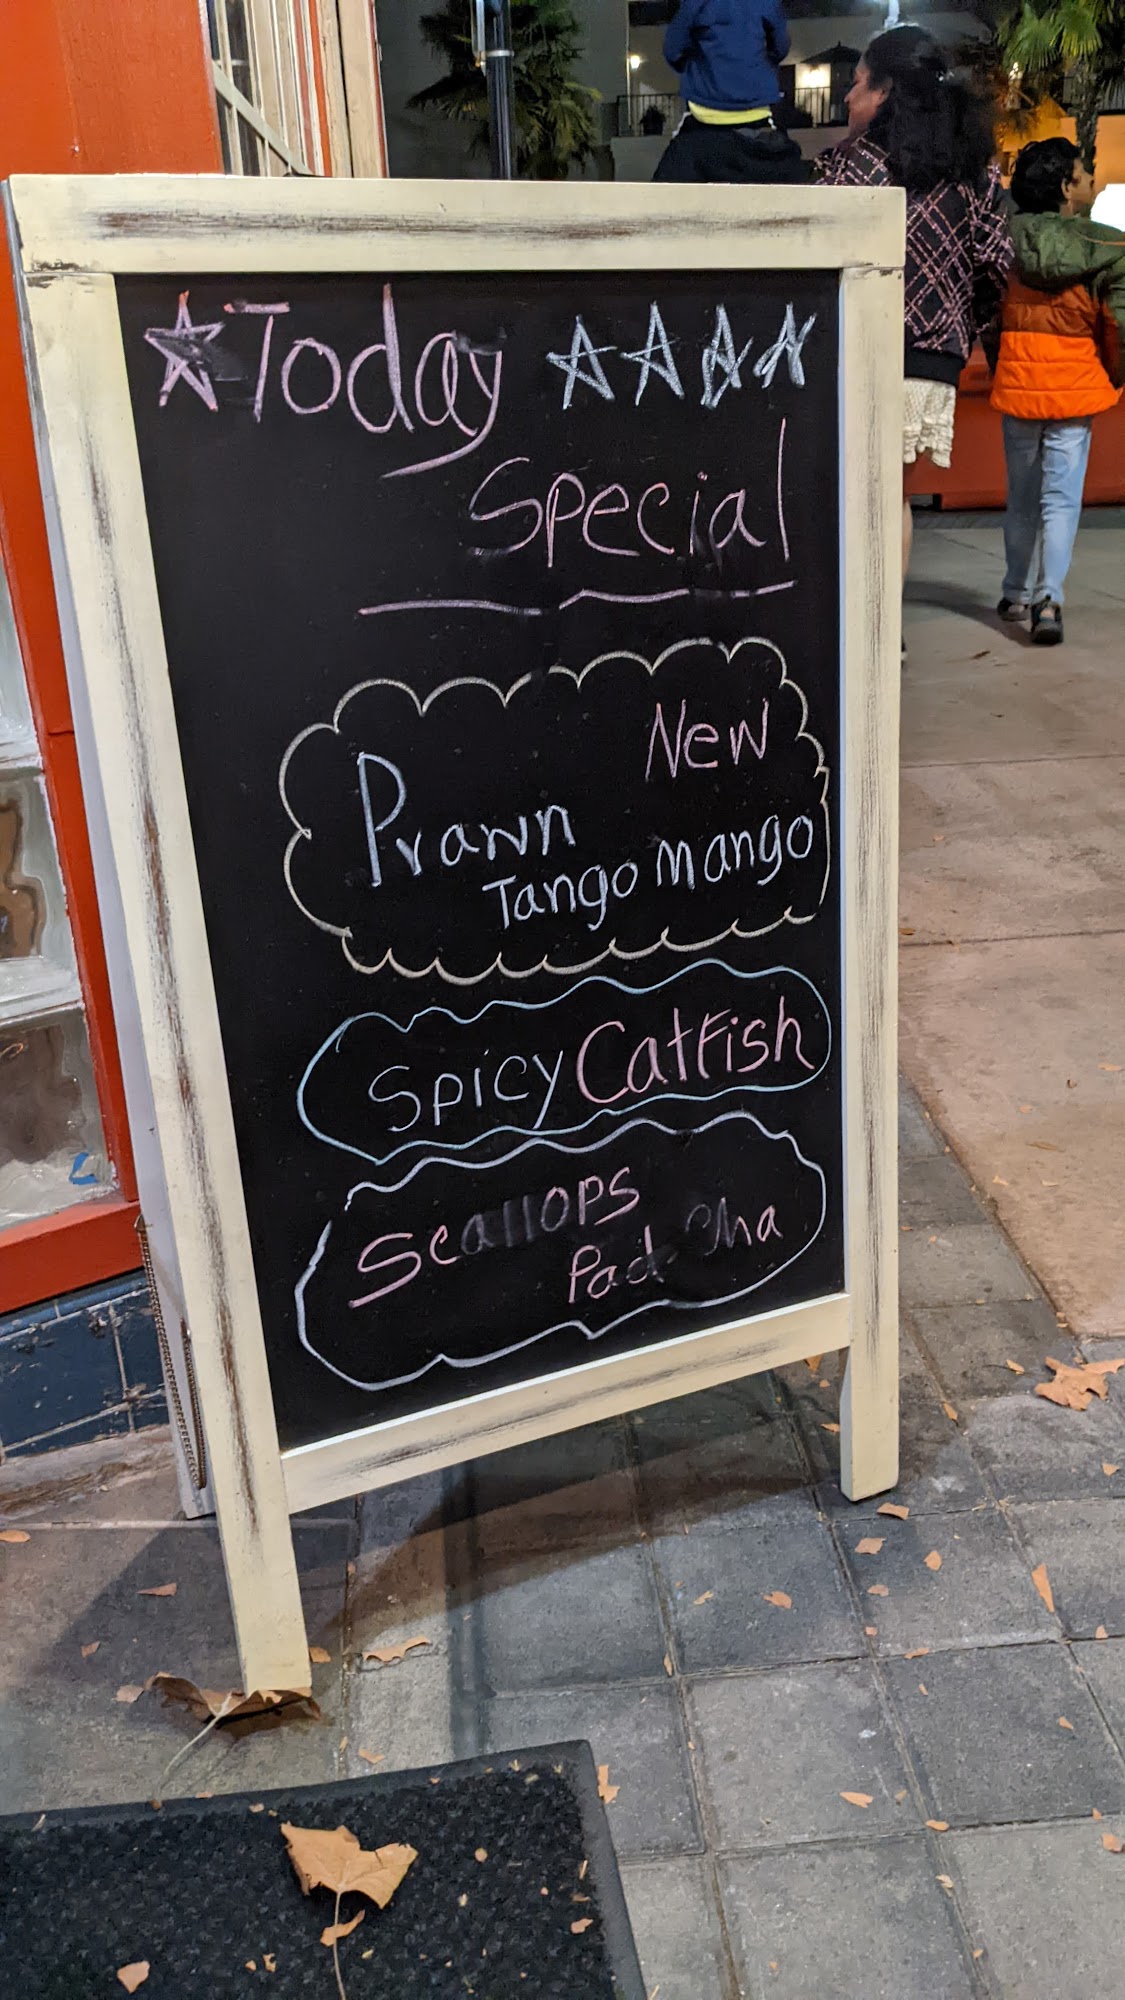 Today
Special
New
Prawn
Tango Mango
Spicy CatFish
Scallops
Pad Cha